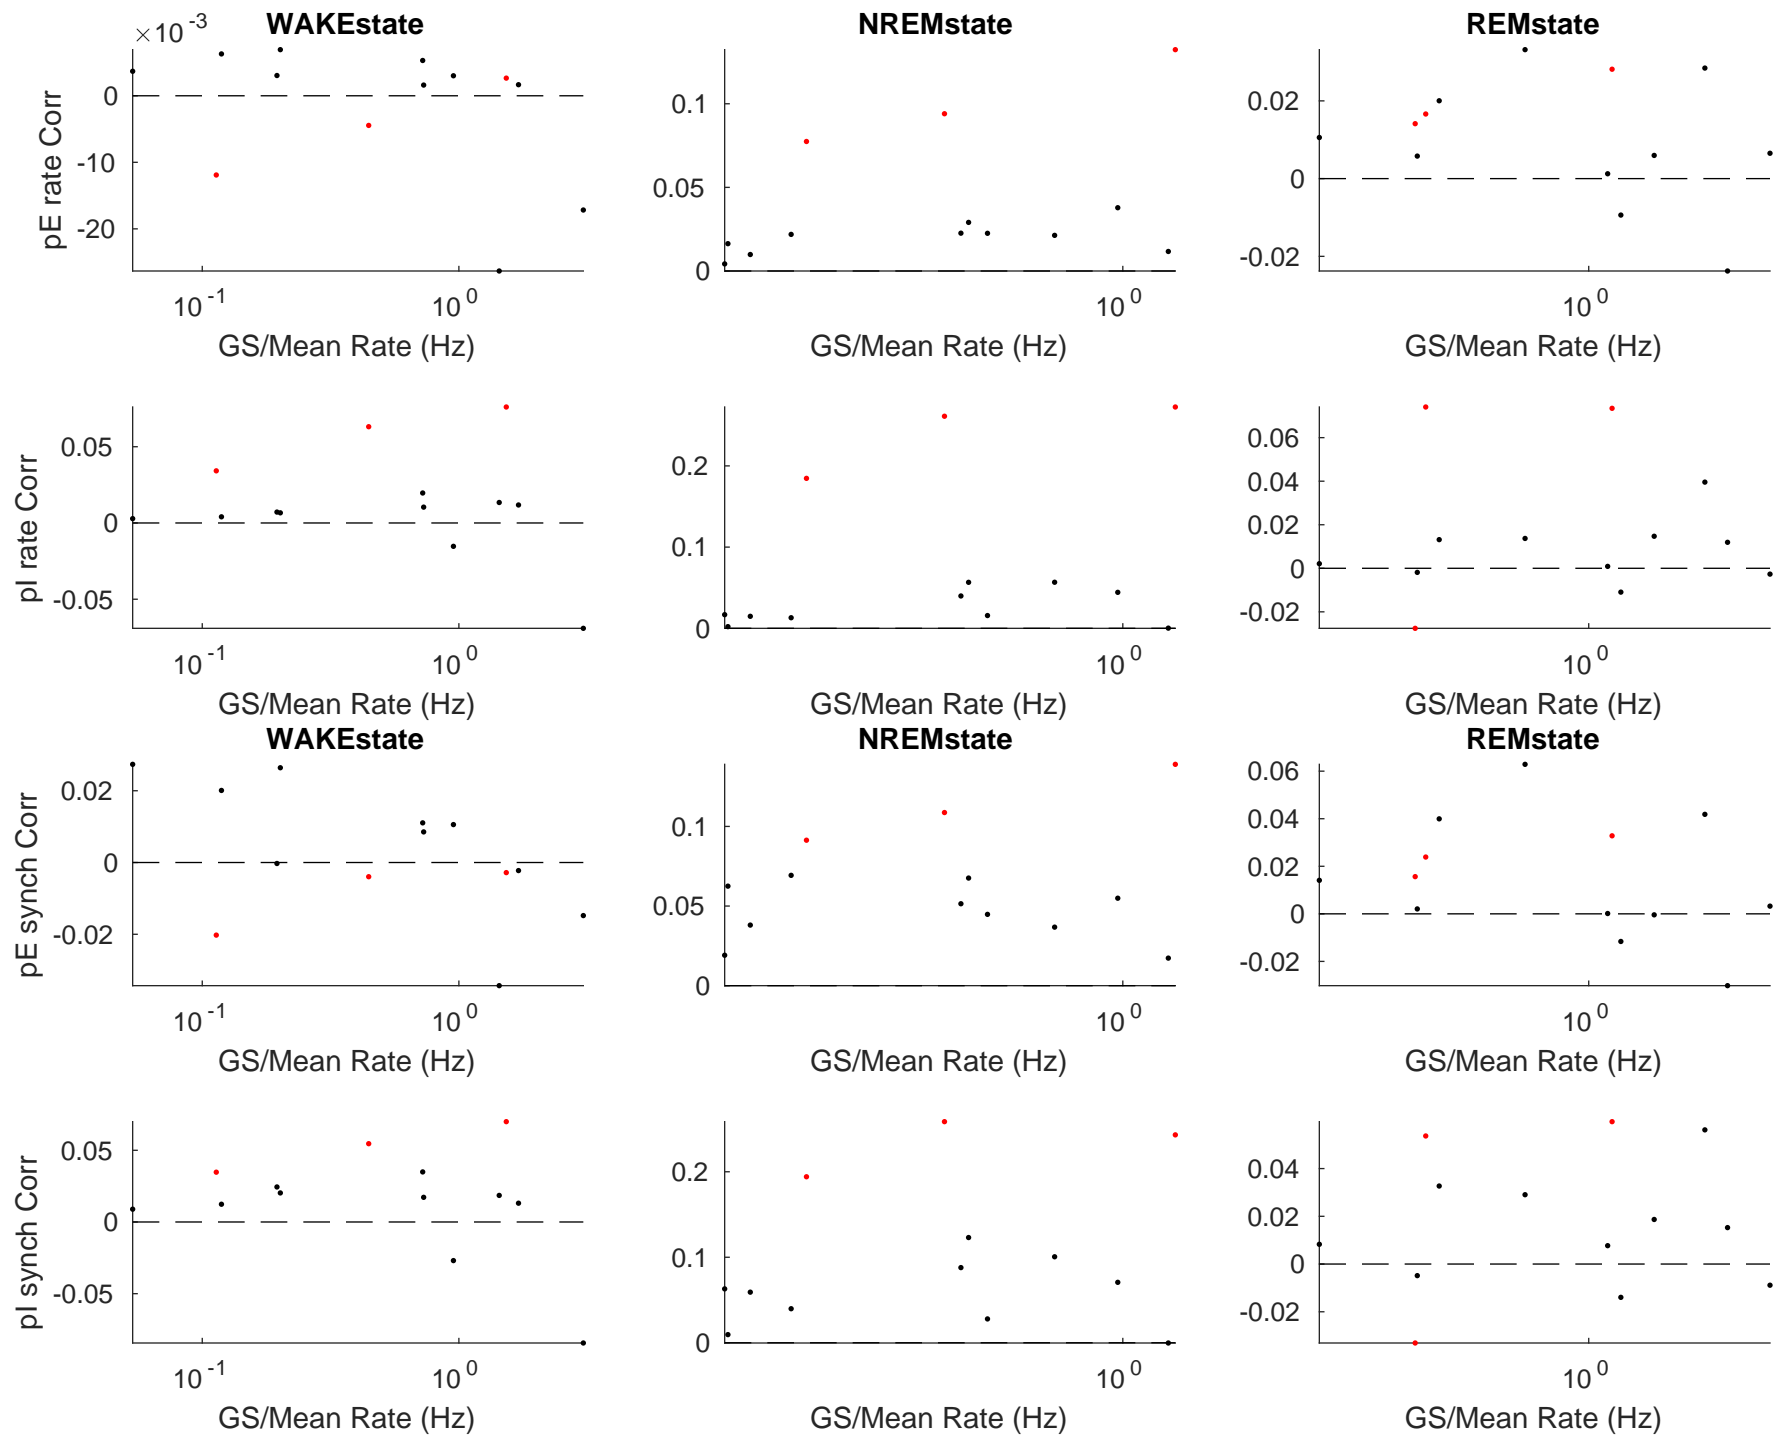 WAKEstate
NREMstate
REMstate
×10^-3
pE rate Corr
0
-10
-20
10^-1
10^0
GS/Mean Rate (Hz)
0.1
0.05
0
10^0
GS/Mean Rate (Hz)
0.02
0
-0.02
10^0
GS/Mean Rate (Hz)
pI rate Corr
0.05
0
-0.05
10^-1
10^0
GS/Mean Rate (Hz)
0.2
0.1
0
10^0
GS/Mean Rate (Hz)
0.06
0.04
0.02
0
-0.02
10^0
GS/Mean Rate (Hz)
WAKEstate
NREMstate
REMstate
pE synch Corr
0.02
0
-0.02
10^-1
10^0
GS/Mean Rate (Hz)
0.1
0.05
0
10^0
GS/Mean Rate (Hz)
0.06
0.04
0.02
0
-0.02
10^0
GS/Mean Rate (Hz)
pI synch Corr
0.05
0
-0.05
10^-1
10^0
GS/Mean Rate (Hz)
0.2
0.1
0
10^0
GS/Mean Rate (Hz)
0.04
0.02
0
-0.02
10^0
GS/Mean Rate (Hz)